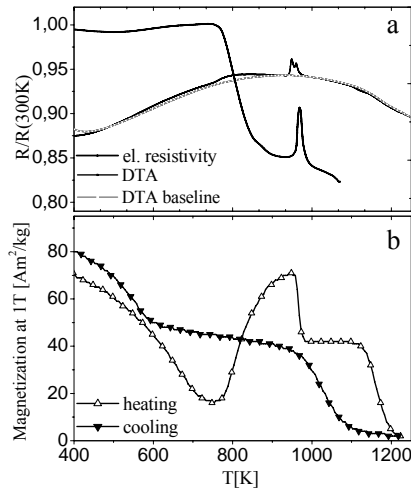 a
R/R(300K)
1,00
0,95
0,90
0,85
0,80
el. resistivity
DTA
DTA baseline
b
Magnetization at 1T [Am²/kg]
80
60
40
20
0
heating
cooling
400 600 800 1000 1200
T[K]